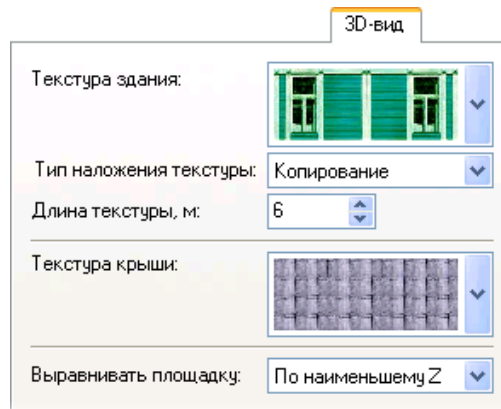 3D-вид
Текстура здания:
Тип наложения текстуры: Копирование
Длина текстуры, м: 6
Текстура крыши:
Выравнивать площадку: По наименьшему Z